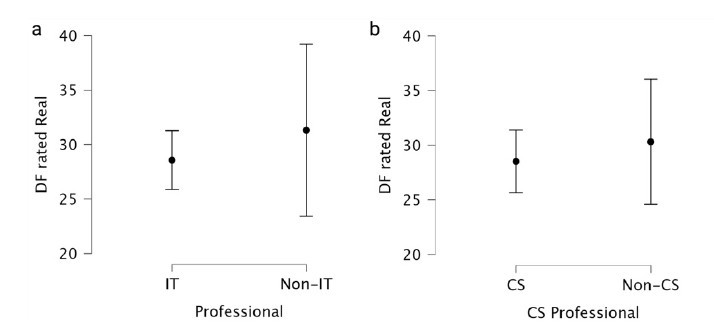 a
40
35
30
25
20
DF rated Real
IT Non-IT
Professional
b
40
35
30
25
20
DF rated Real
CS Non-CS
CS Professional